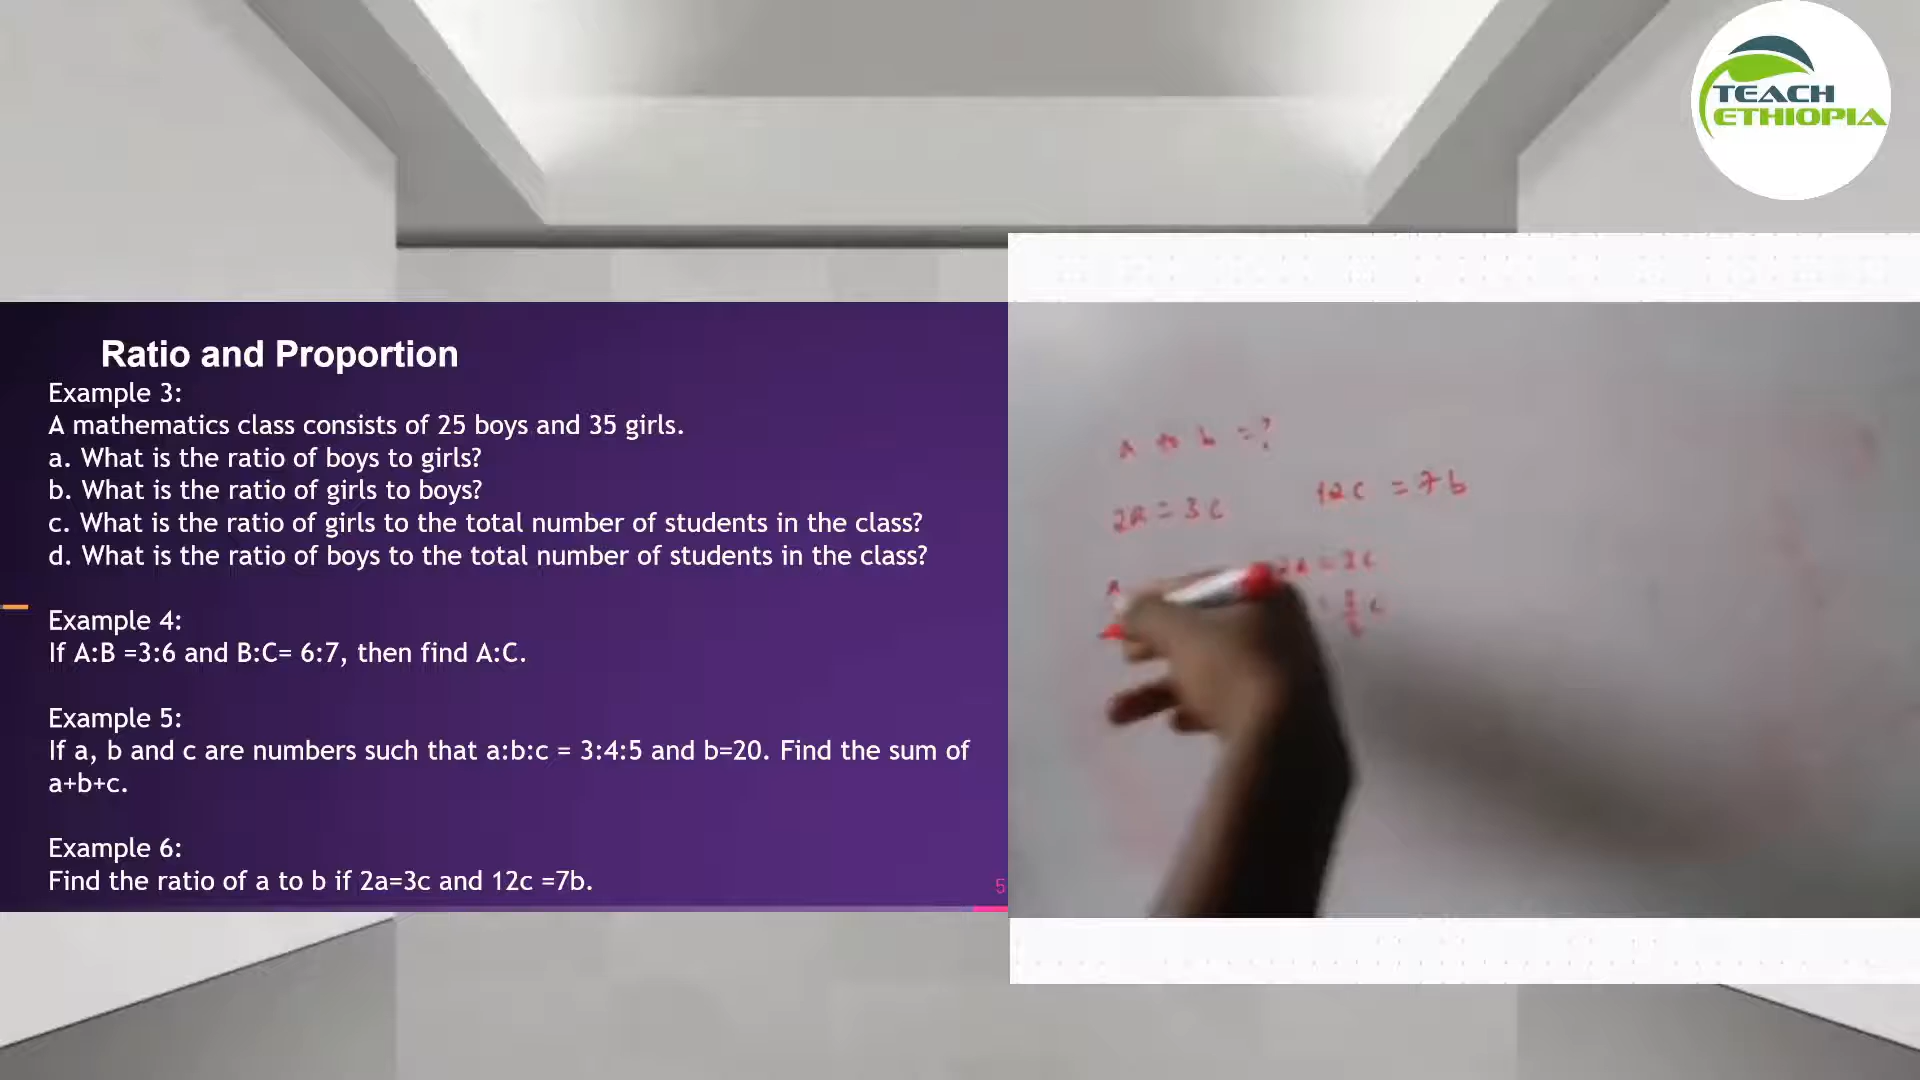 TEACH
ETHIOPIA
Ratio and Proportion
Example 3:
A mathematics class consists of 25 boys and 35 girls.
a. What is the ratio of boys to girls?
b. What is the ratio of girls to boys?
c. What is the ratio of girls to the total number of students in the class?
d. What is the ratio of boys to the total number of students in the class?
Example 4:
If A:B =3:6 and B:C= 6:7, then find A:C.
Example 5:
If a, b and c are numbers such that a:b:c = 3:4:5 and b=20. Find the sum of
a+b+c.
Example 6:
Find the ratio of a to b if 2a=3c and 12c =7b.
5
a to b =?
2a = 3c
12c = 7b
2a = 3c